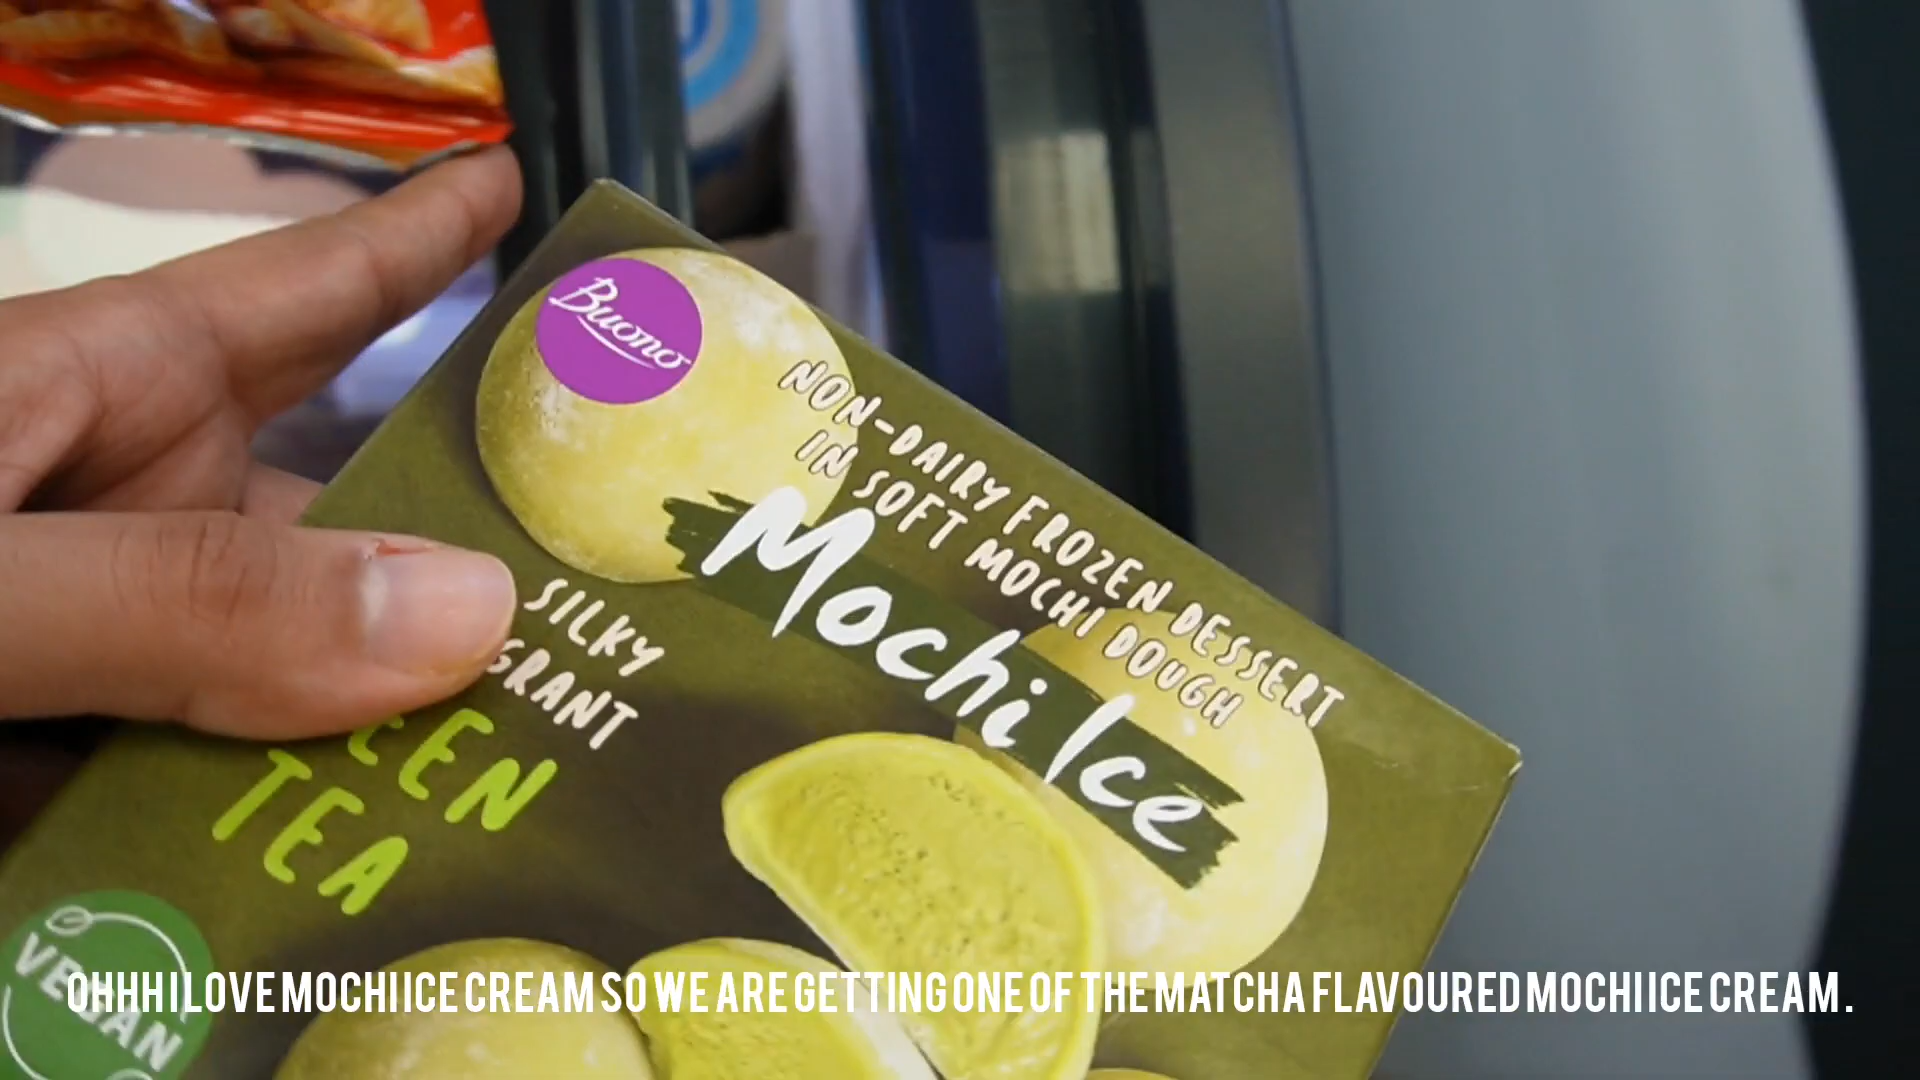 Buono
NON-DAIRY FROZEN DESSERT
IN SOFT MOCHI DOUGH
Mochi Ice
SILKY
GRANT
EEN
TEA
VEGAN
OHHH I LOVE MOCHI ICE CREAM SO WE ARE GETTING ONE OF THE MATCHA FLAVOURED MOCHI ICE CREAM.